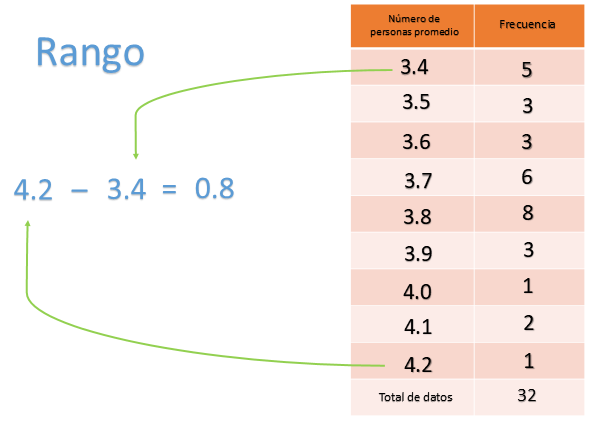 Rango
4.2 – 3.4 = 0.8
Número de personas promedio Frecuencia
3.4 5
3.5 3
3.6 3
3.7 6
3.8 8
3.9 3
4.0 1
4.1 2
4.2 1
Total de datos 32